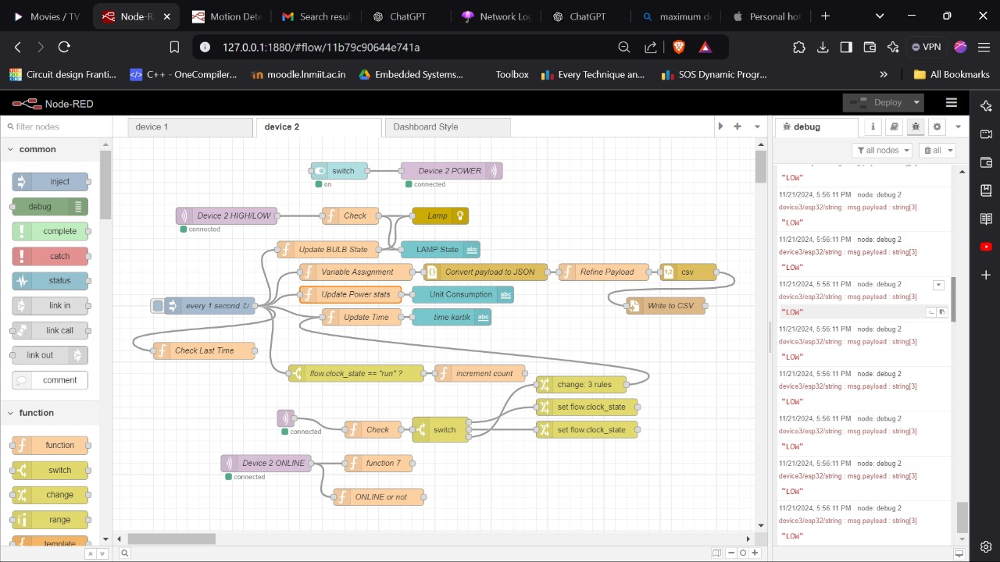 Movies / TV
Node-R
Motion Dete
Search resul
ChatGPT
Network Loc
ChatGPT
maximum de
Personal hot
127.0.0.1:1880/#flow/11b79c90644e741a
VPN
Circuit design Franti...
C++ - OneCompiler...
moodle.lnmiit.ac.in
Embedded Systems...
Toolbox
Every Technique an...
SOS Dynamic Progr...
All Bookmarks
Node-RED
Deploy
filter nodes
device 1
device 2
Dashboard Style
debug
all nodes
all
common
inject
debug
complete
catch
status
link in
link call
link out
comment
function
function
switch
change
range
template
switch
on
Device 2 POWER
connected
Device 2 HIGH/LOW
connected
Check
Lamp
Update BULB State
LAMP State
abc
Variable Assignment
Convert payload to JSON
Refine Payload
csv
Update Power stats
Unit Consumption
abc
every 1 second ↻
Write to CSV
Update Time
time kartik
abc
Check Last Time
flow.clock_state == "run" ?
increment count
change: 3 rules
set flow.clock_state
connected
Check
switch
set flow.clock_state
Device 2 ONLINE
connected
function 7
ONLINE or not
"LOW"
11/21/2024, 5:56:11 PM node: debug 2
device3/esp32/string : msg.payload : string[3]
"LOW"
11/21/2024, 5:56:11 PM node: debug 2
device3/esp32/string : msg.payload : string[3]
"LOW"
11/21/2024, 5:56:11 PM node: debug 2
device3/esp32/string : msg.payload : string[3]
"LOW"
11/21/2024, 5:56:11 PM node: debug 2
device3/esp32/string : msg.payload : string[3]
"LOW"
11/21/2024, 5:56:11 PM node: debug 2
device3/esp32/string : msg.payload : string[3]
"LOW"
11/21/2024, 5:56:11 PM node: debug 2
device3/esp32/string : msg.payload : string[3]
"LOW"
11/21/2024, 5:56:11 PM node: debug 2
device3/esp32/string : msg.payload : string[3]
"LOW"
11/21/2024, 5:56:11 PM node: debug 2
device3/esp32/string : msg.payload : string[3]
"LOW"